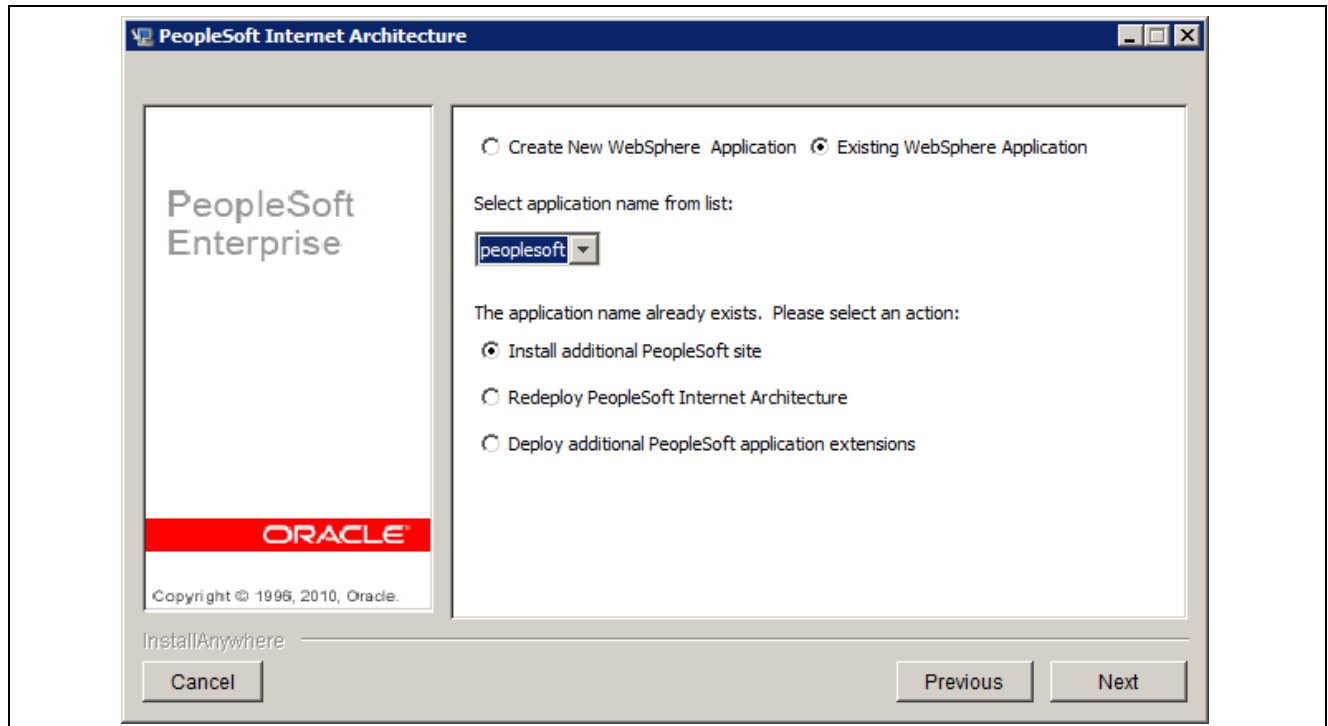 PeopleSoft Internet Architecture
Create New WebSphere Application Existing WebSphere Application
PeopleSoft
Enterprise
Select application name from list:
peoplesoft
The application name already exists. Please select an action:
Install additional PeopleSoft site
Redeploy PeopleSoft Internet Architecture
Deploy additional PeopleSoft application extensions
ORACLE
Copyright © 1996, 2010, Oracle.
InstallAnywhere
Cancel
Previous
Next